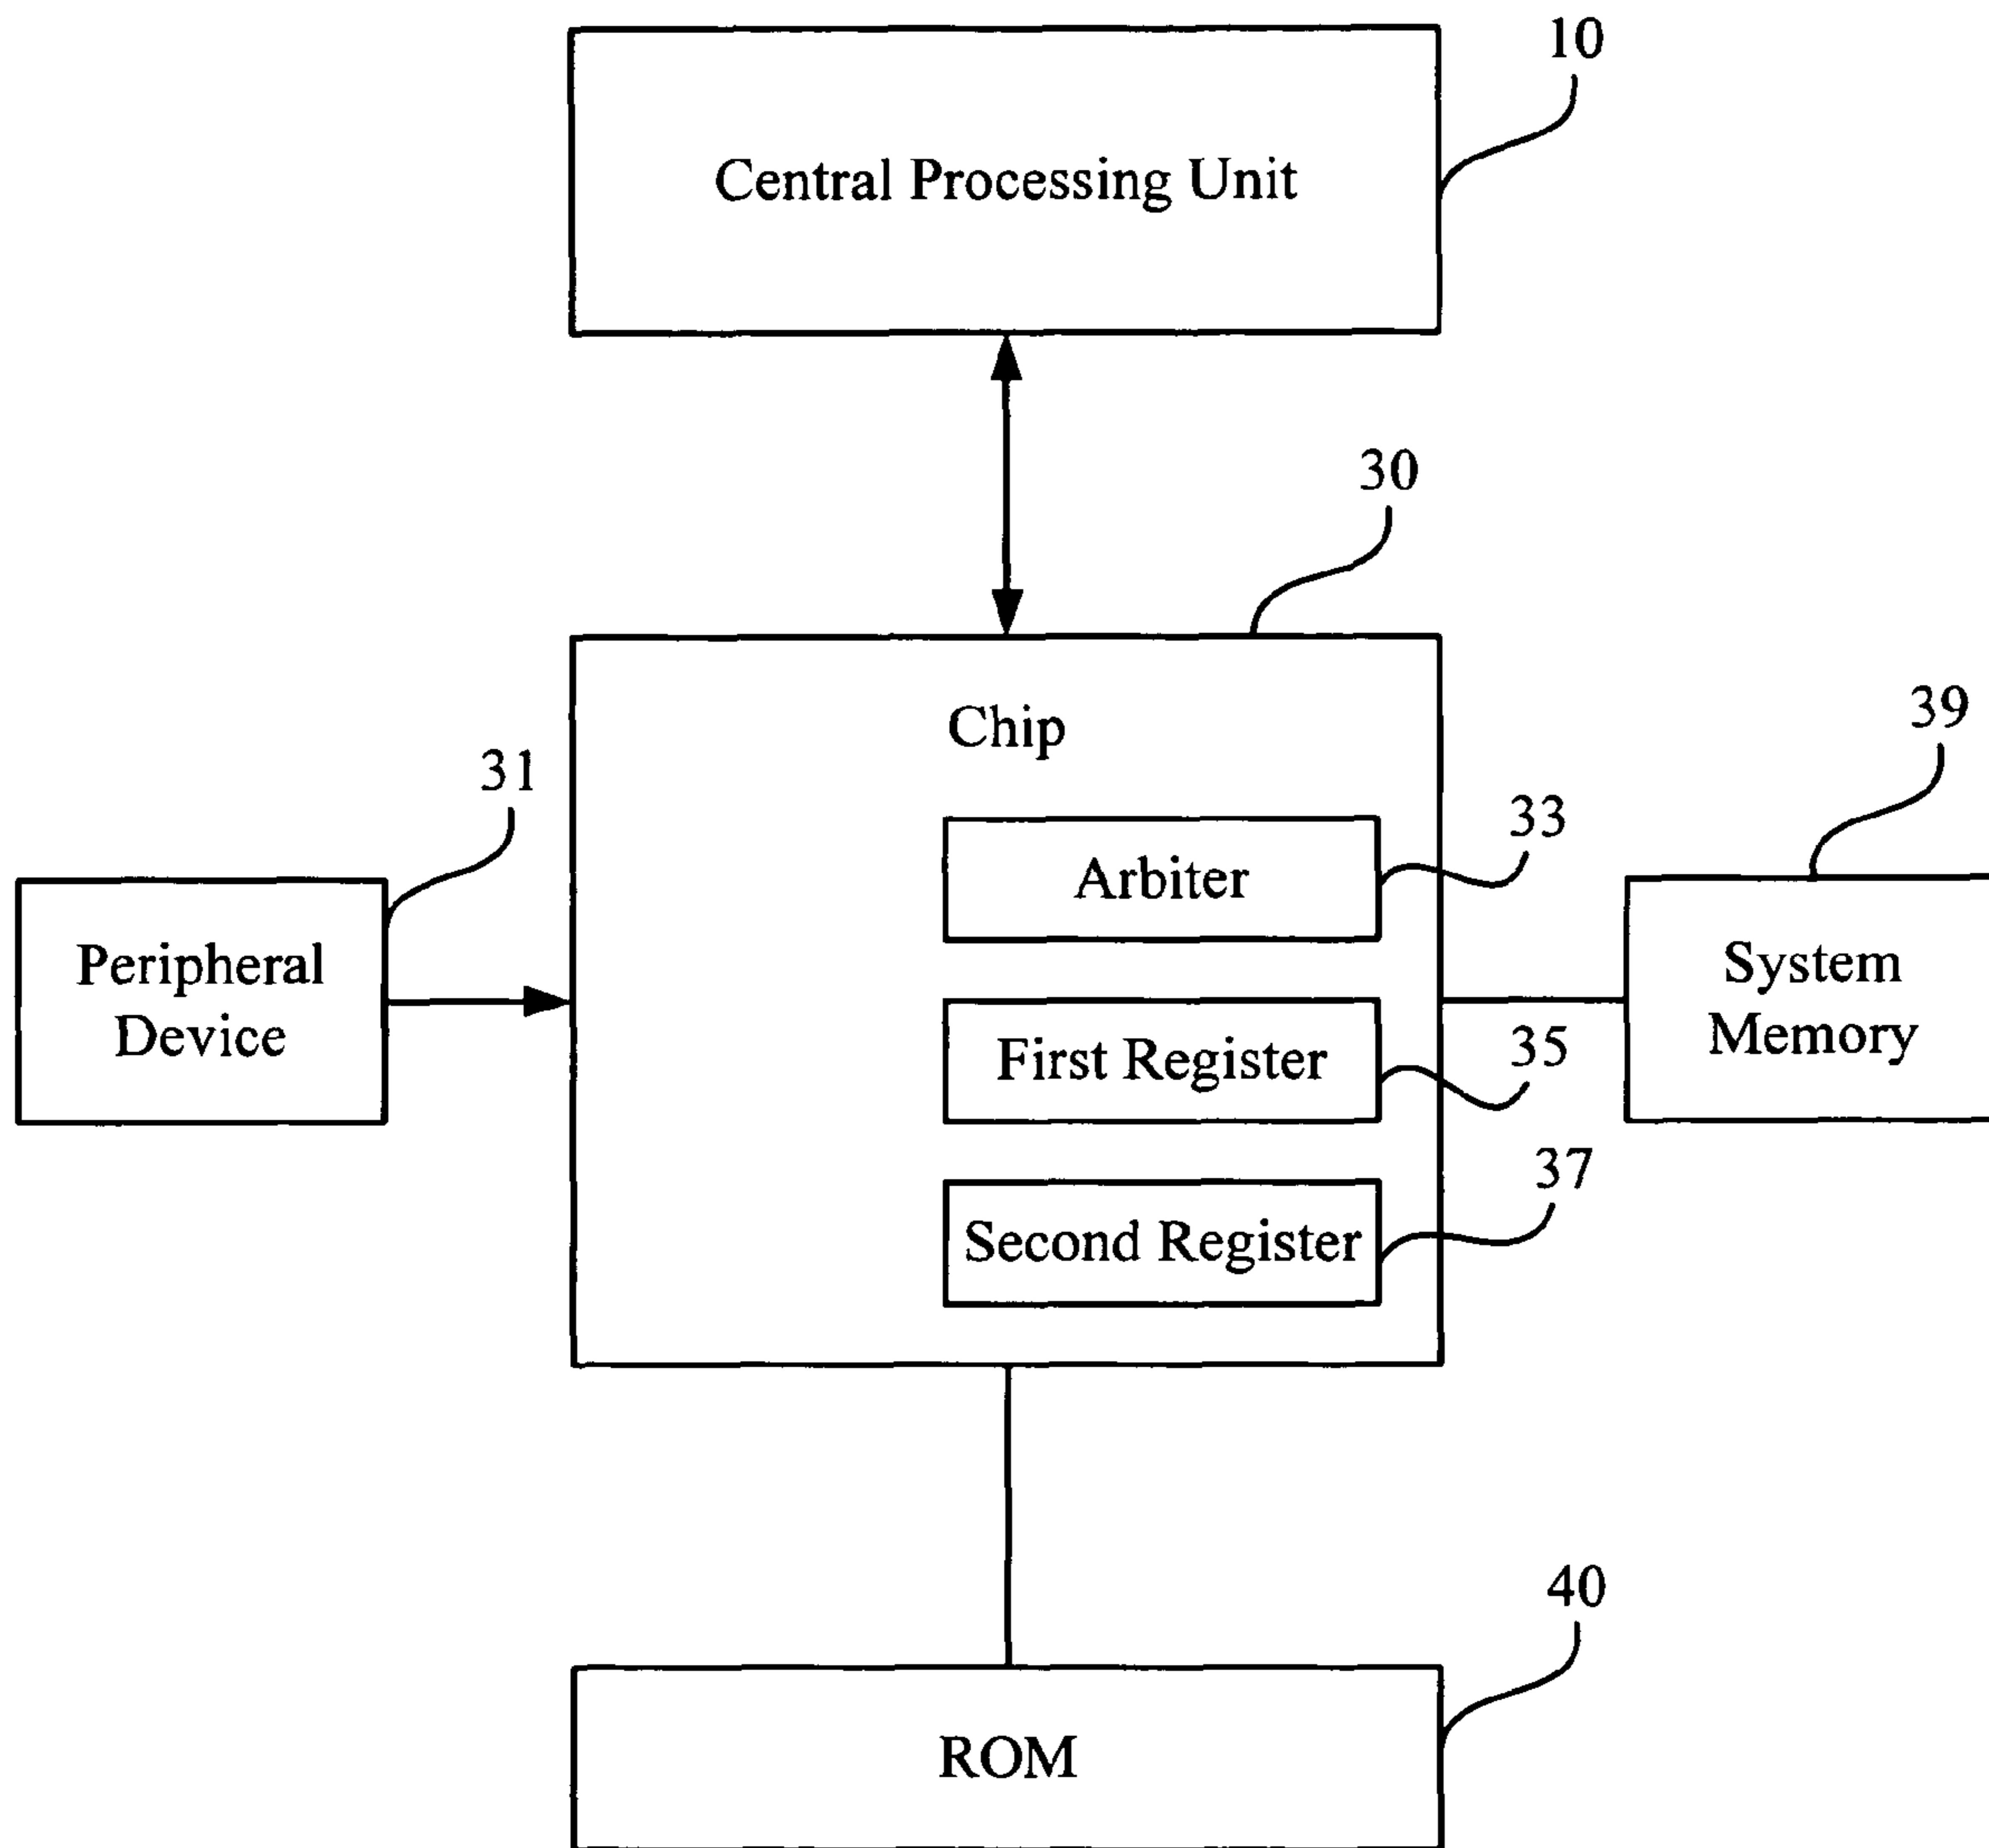 10
Central Processing Unit
30
Chip
39
31
33
Arbiter
Peripheral
Device
System
Memory
First Register
35
37
Second Register
40
ROM